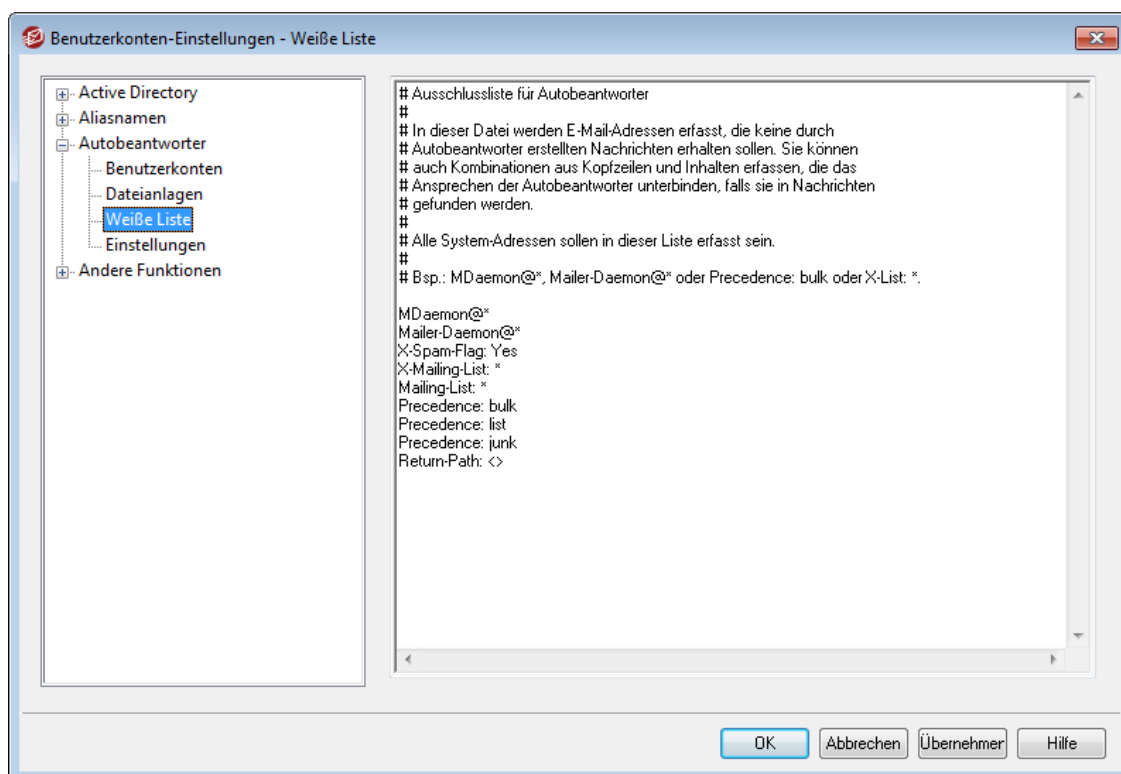 Benutzerkonten-Einstellungen - Weiße Liste
Active Directory
Aliasnamen
Autobeantworter
Benutzerkonten
Dateianlagen
Weiße Liste
Einstellungen
Andere Funktionen
# Ausschlussliste für Autobeantworter
#
# In dieser Datei werden E-Mail-Adressen erfasst, die keine durch
# Autobeantworter erstellten Nachrichten erhalten sollen. Sie können
# auch Kombinationen aus Kopfzeilen und Inhalten erfassen, die das
# Ansprechen der Autobeantworter unterbinden, falls sie in Nachrichten
# gefunden werden.
#
# Alle System-Adressen sollen in dieser Liste erfasst sein.
#
# Bsp.: MDaemon@*, Mailer-Daemon@* oder Precedence: bulk oder X-List: *.
MDaemon@*
Mailer-Daemon@*
X-Spam-Flag: Yes
X-Mailing-List: *
Mailing-List: *
Precedence: bulk
Precedence: list
Precedence: junk
Return-Path: <>
OK
Abbrechen
Übernehmer
Hilfe